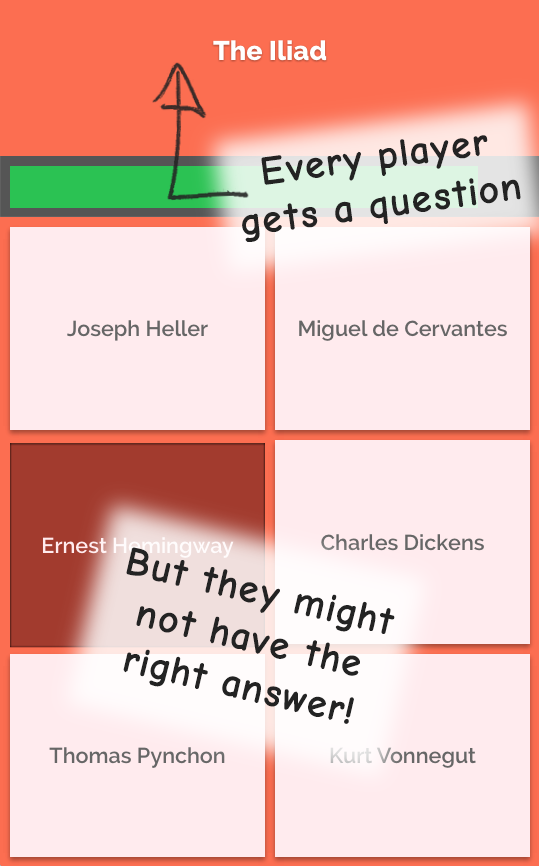 The Iliad
Every player
gets a question
Joseph Heller
Miguel de Cervantes
Ernest Hemingway
Charles Dickens
But they might
not have the
right answer!
Thomas Pynchon
Kurt Vonnegut